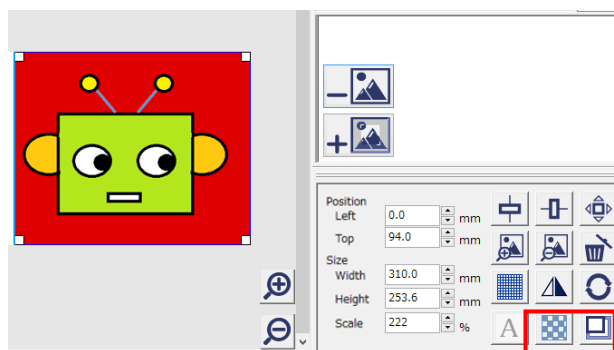 Position
Left 0.0 mm
Top 94.0 mm
Size
Width 310.0 mm
Height 253.6 mm
Scale 222 %
A